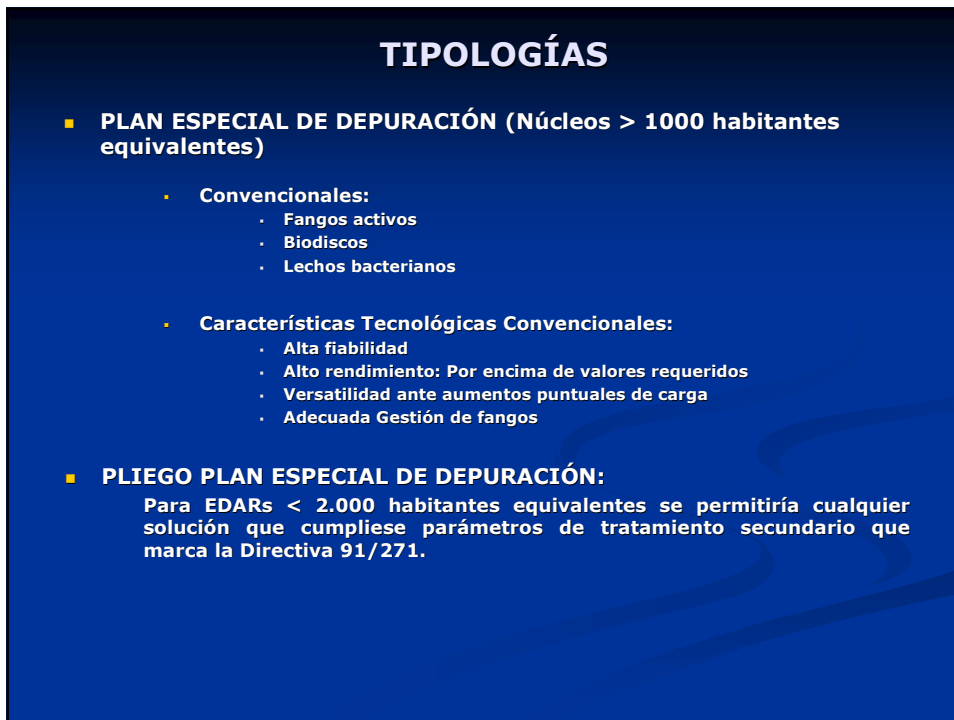 TIPOLOGÍAS
PLAN ESPECIAL DE DEPURACIÓN (Núcleos > 1000 habitantes
equivalentes)
Convencionales:
Fangos activos
Biodiscos
Lechos bacterianos
Características Tecnológicas Convencionales:
Alta fiabilidad
Alto rendimiento: Por encima de valores requeridos
Versatilidad ante aumentos puntuales de carga
Adecuada Gestión de fangos
PLIEGO PLAN ESPECIAL DE DEPURACIÓN:
Para EDARs < 2.000 habitantes equivalentes se permitiría cualquier
solución que cumpliese parámetros de tratamiento secundario que
marca la Directiva 91/271.